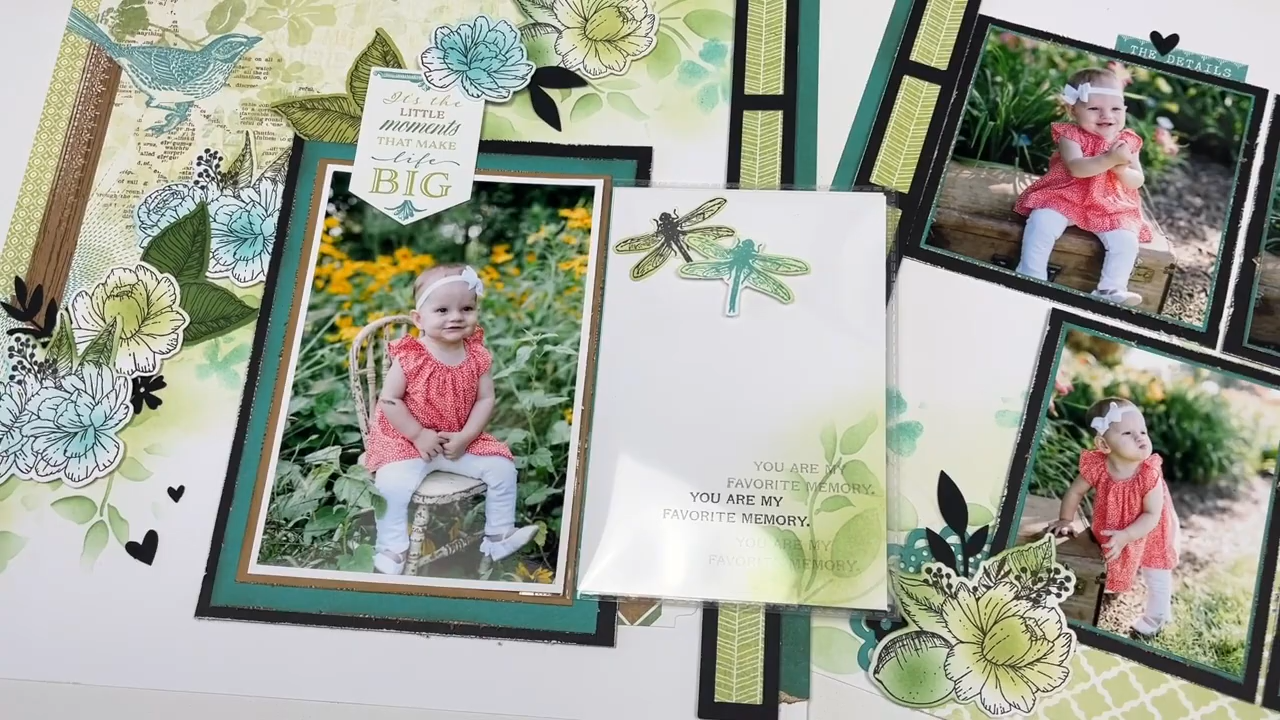 It's the
LITTLE
moments
THAT MAKE
life
BIG
THE DETAILS
YOU ARE MY
FAVORITE MEMORY.
YOU ARE MY
FAVORITE MEMORY.
YOU ARE MY
FAVORITE MEMORY.